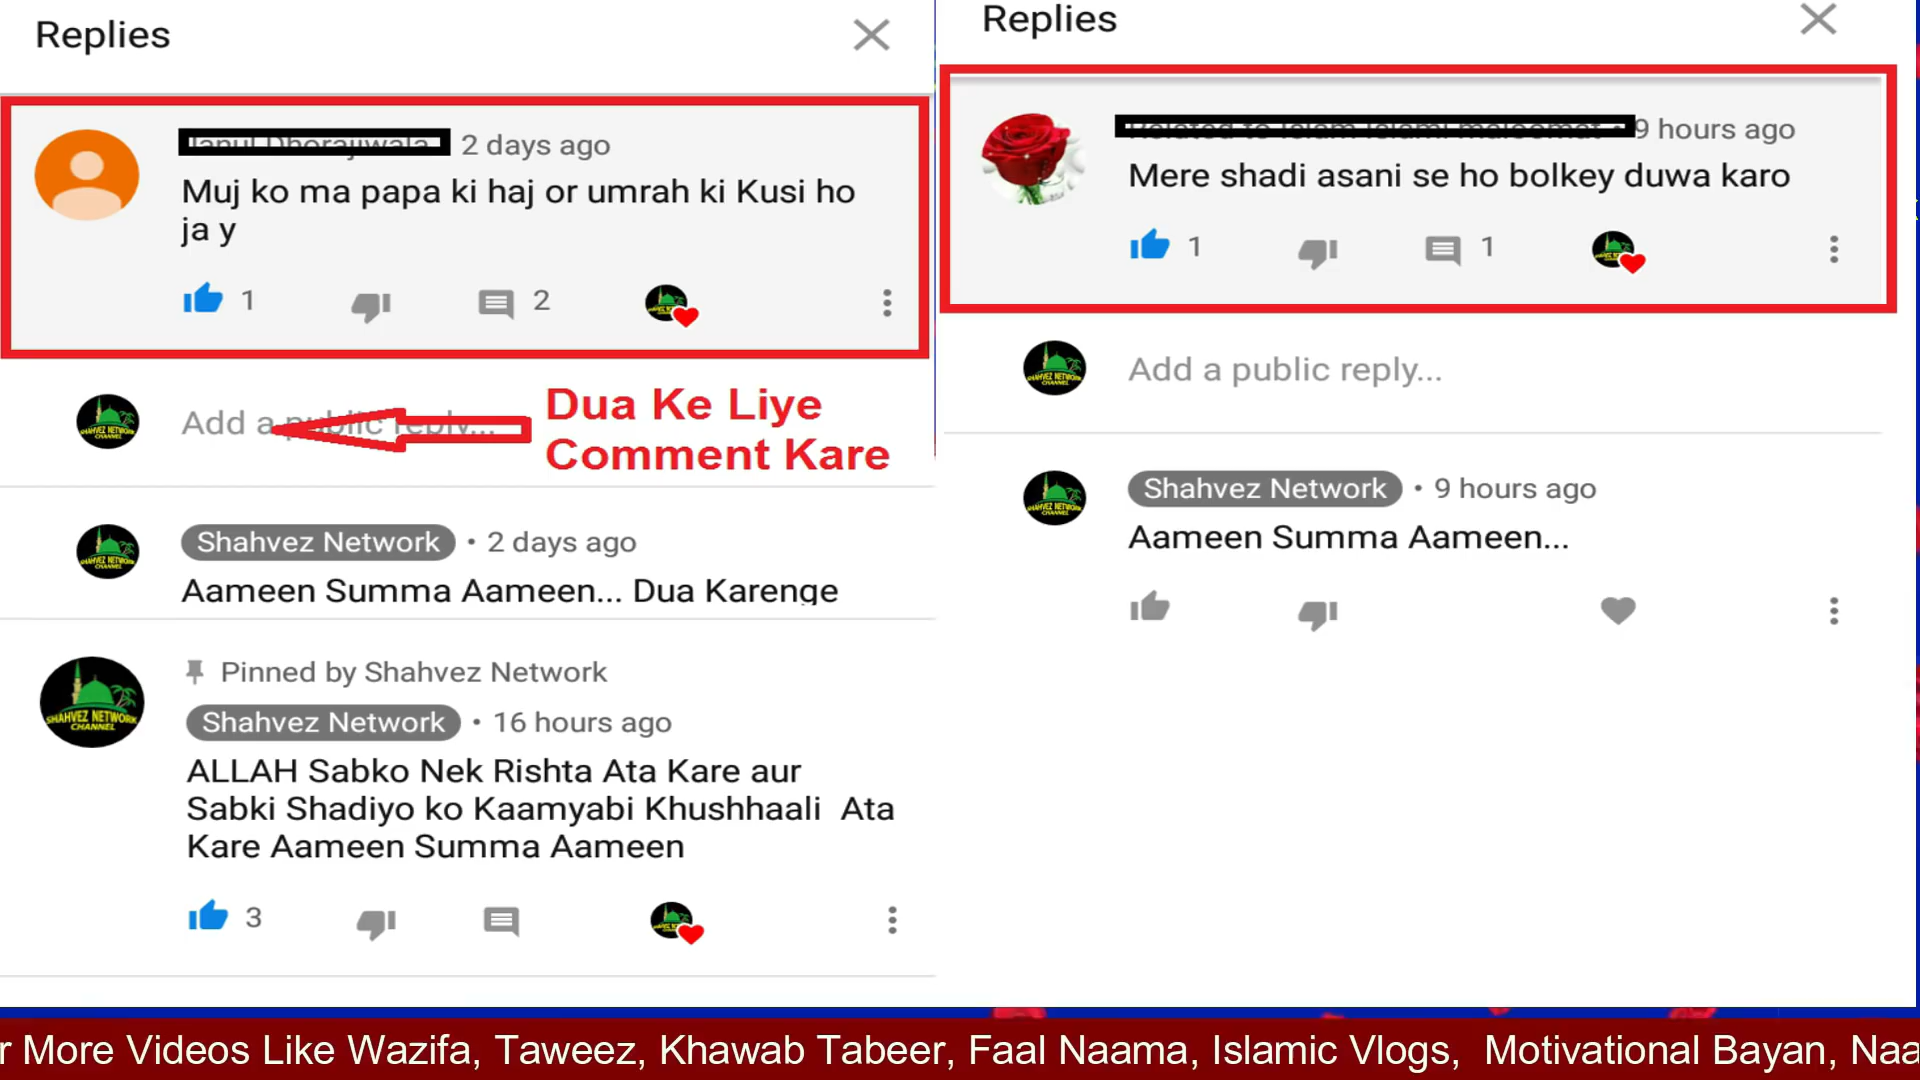 Replies
2 days ago
Muj ko ma papa ki haj or umrah ki Kusi ho
ja y
1
2
Add a public reply...
Dua Ke Liye
Comment Kare
Shahvez Network • 2 days ago
Aameen Summa Aameen... Dua Karenge
Pinned by Shahvez Network
SHAHVEZ NETWORK
CHANNEL
Shahvez Network • 16 hours ago
ALLAH Sabko Nek Rishta Ata Kare aur
Sabki Shadiyo ko Kaamyabi Khushhaali Ata
Kare Aameen Summa Aameen
3
Replies
9 hours ago
Mere shadi asani se ho bolkey duwa karo
1
1
Add a public reply...
Shahvez Network • 9 hours ago
Aameen Summa Aameen...
r More Videos Like Wazifa, Taweez, Khawab Tabeer, Faal Naama, Islamic Vlogs, Motivational Bayan, Naa